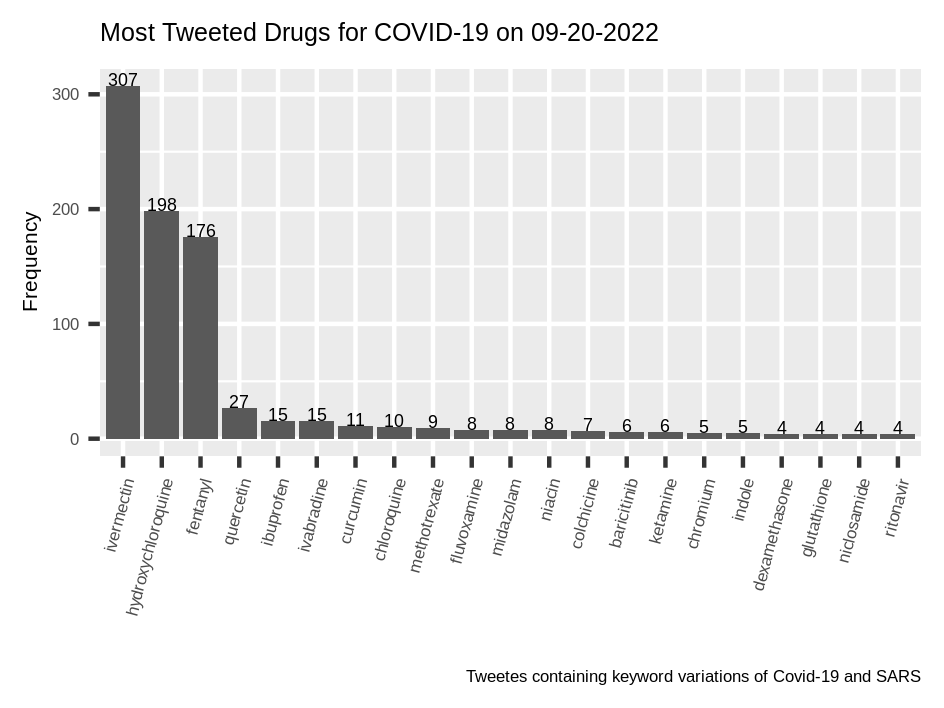 Most Tweeted Drugs for COVID-19 on 09-20-2022
Frequency
300
200
100
0
307
198
176
27
15
15
11
10
9
8
8
8
7
6
6
5
5
4
4
4
4
ivermectin
hydroxychloroquine
fentanyl
quercetin
ibuprofen
ivabradine
curcumin
chloroquine
methotrexate
fluvoxamine
midazolam
niacin
colchicine
baricitinib
ketamine
chromium
indole
dexamethasone
glutathione
niclosamide
ritonavir
Tweetes containing keyword variations of Covid-19 and SARS